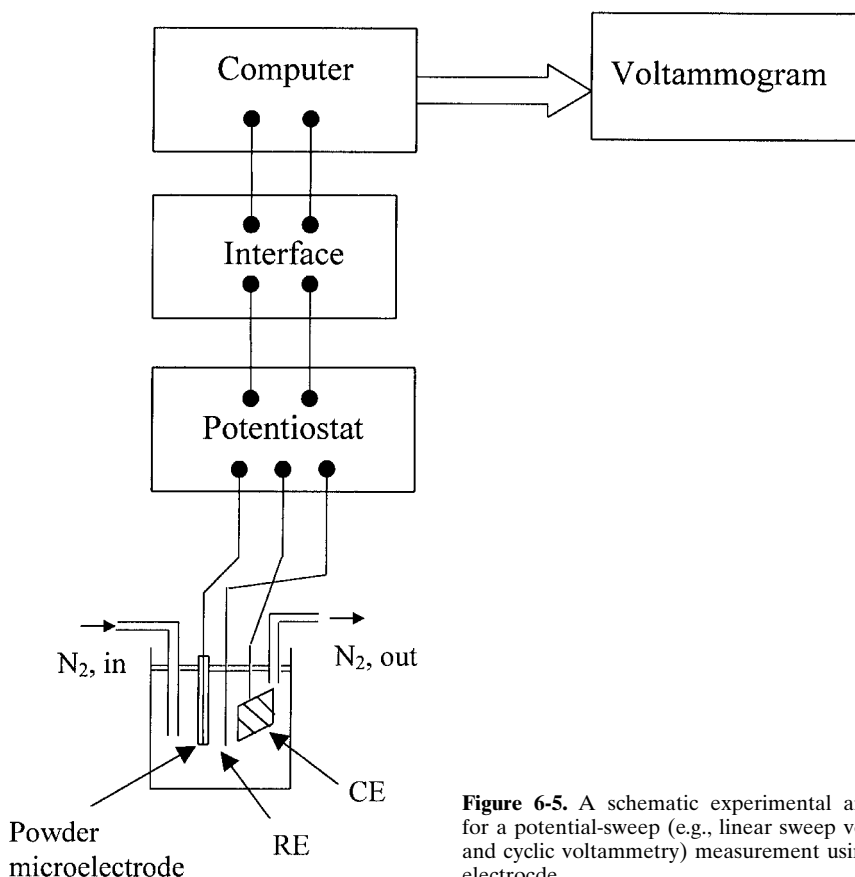 Computer
Voltammogram
Interface
Potentiostat
N₂, in
N₂, out
CE
RE
Powder
microelectrode
Figure 6-5. A schematic experimental
for a potential-sweep (e.g., linear sweep
and cyclic voltammetry) measurement
electrocde